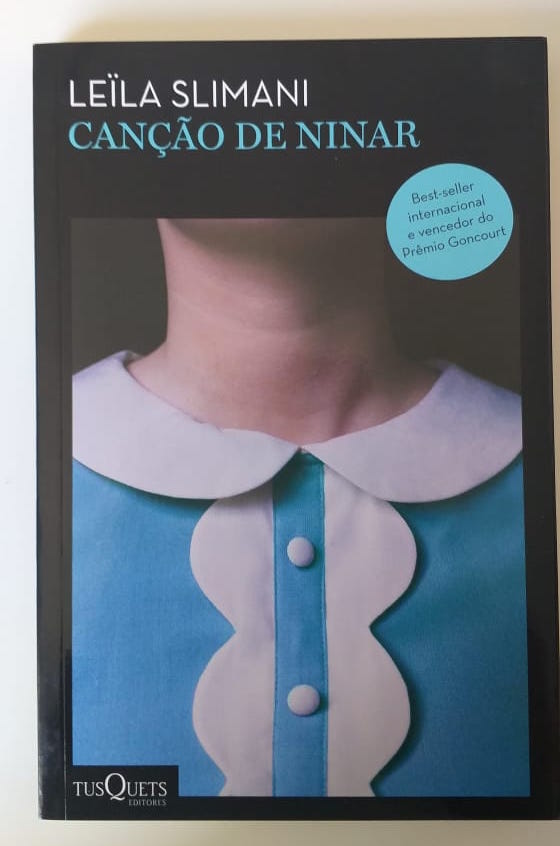 LEÏLA SLIMANI
CANÇÃO DE NINAR
Best-seller
internacional
e vencedor do
Prêmio Goncourt
TUSQUETS
EDITORES